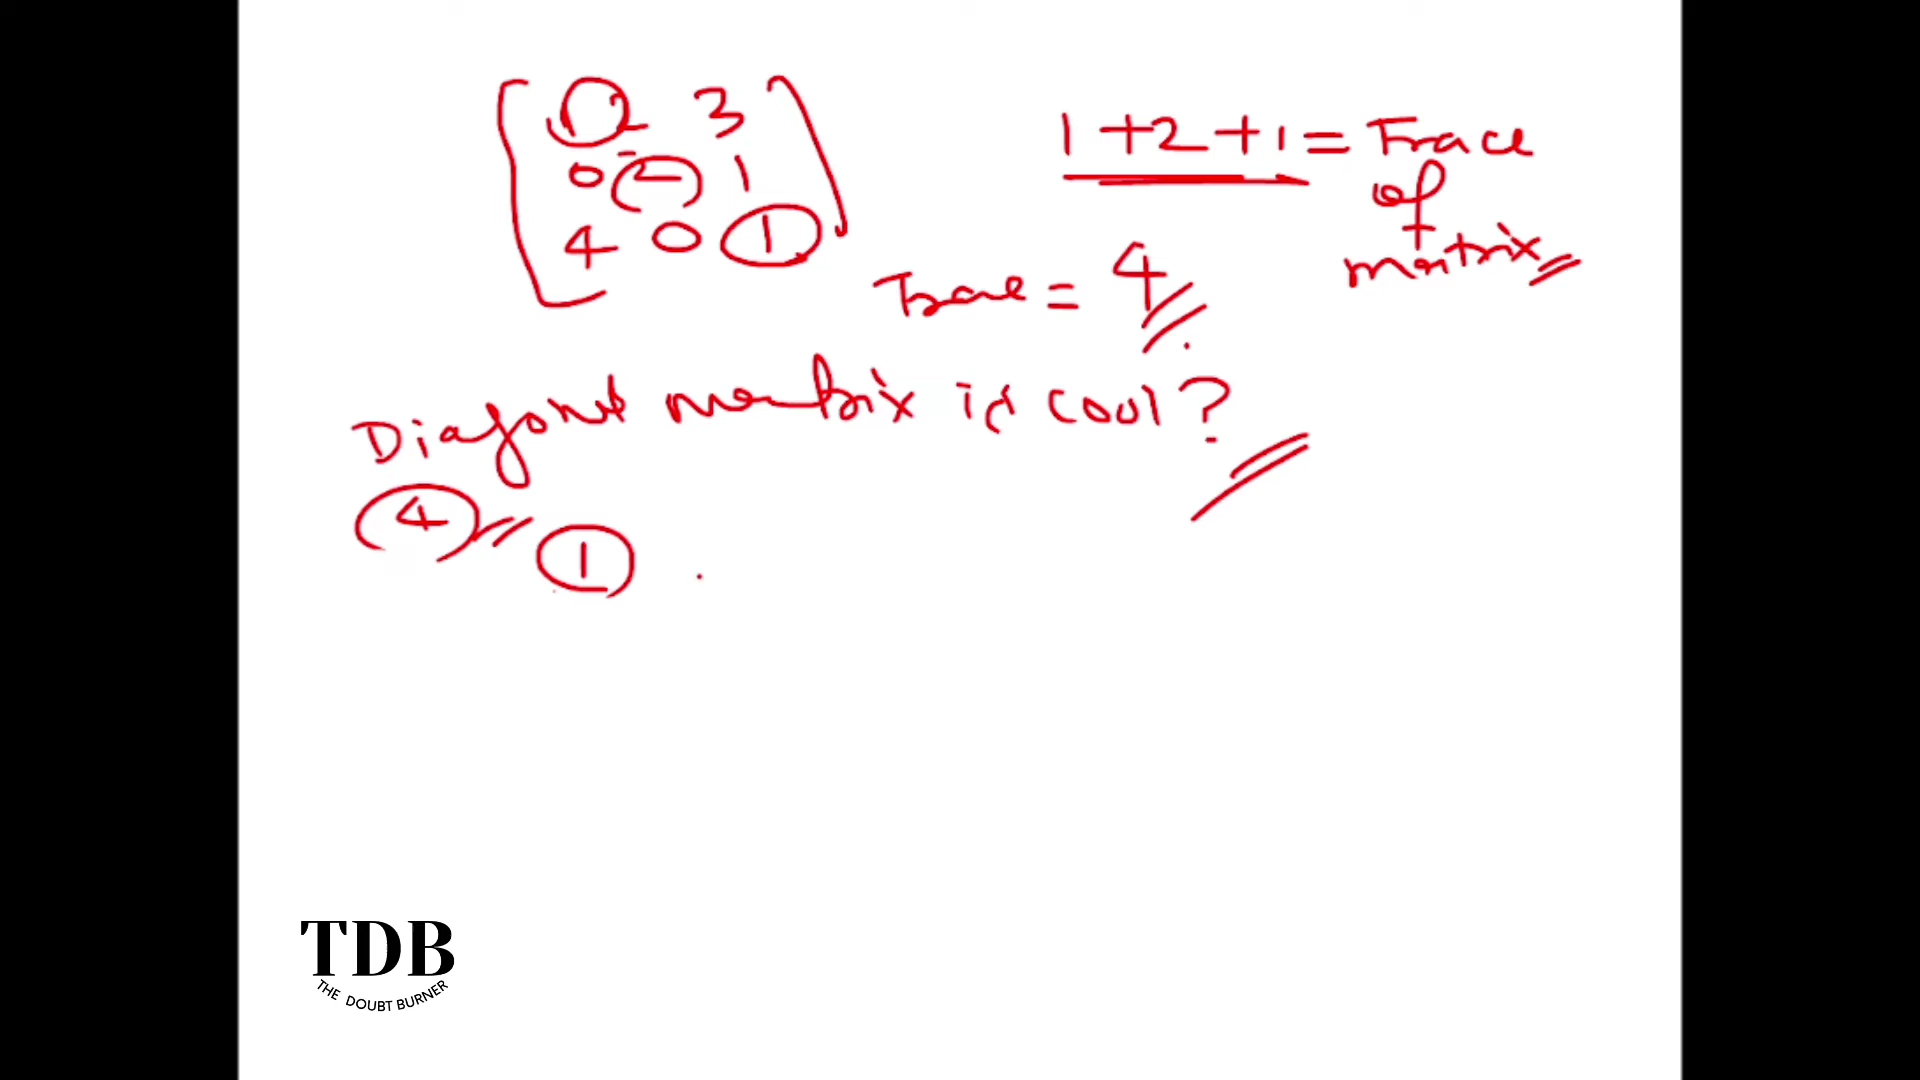 1 2 3
0 2 1
4 0 1
1 + 2 + 1 = Trace
of
matrix
Trace = 4
Diagonal matrix is cool?
4
1
TDB
THE DOUBT BURNER